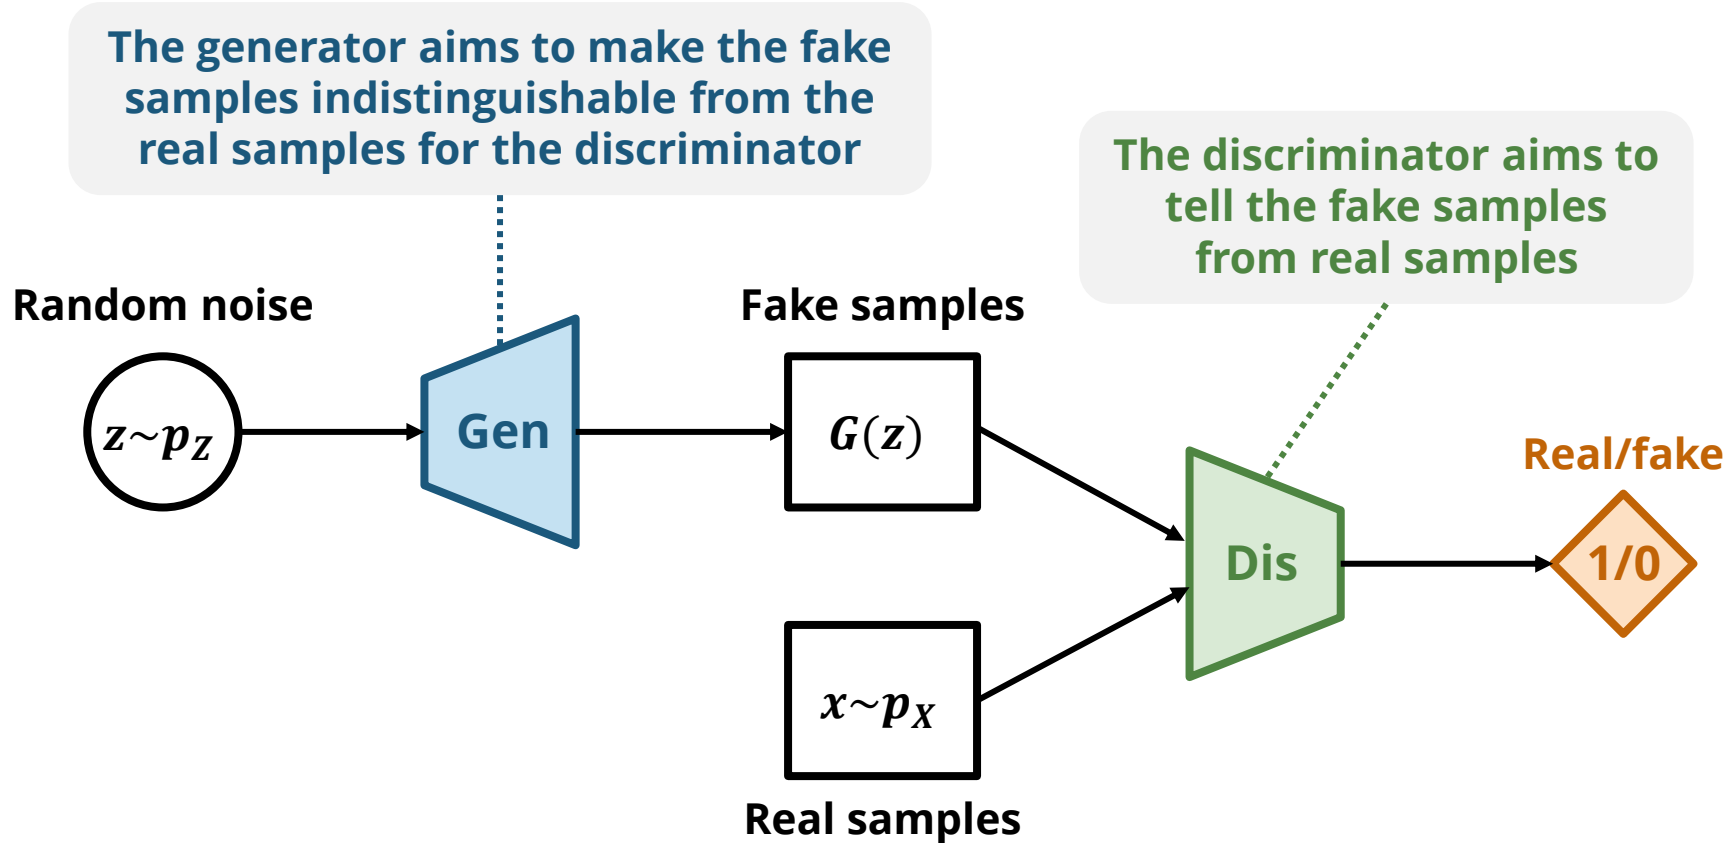 The generator aims to make the fake
samples indistinguishable from the
real samples for the discriminator
The discriminator aims to
tell the fake samples
from real samples
Random noise
z~p_Z
Gen
Fake samples
G(z)
Real samples
x~p_X
Dis
Real/fake
1/0